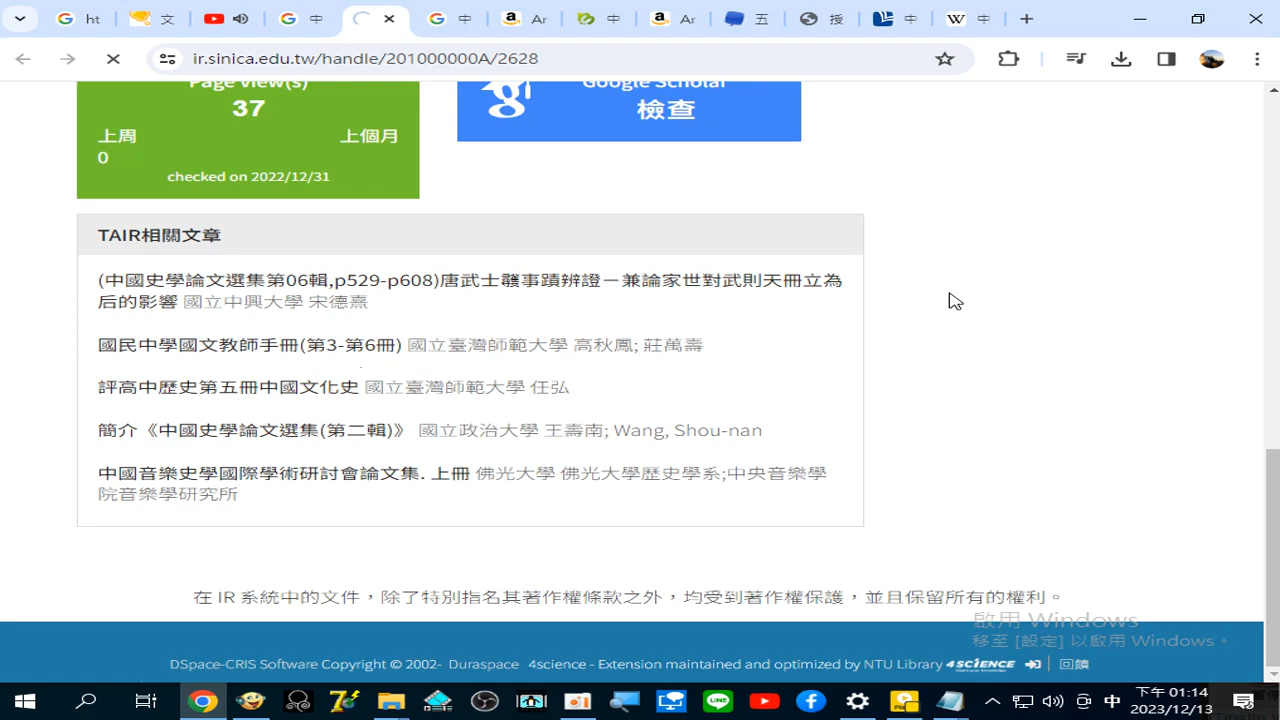 ht
文
中
中
Ar
中
Ar
五
授
中
中
ir.sinica.edu.tw/handle/201000000A/2628
Page view(s)
37
上周
上個月
0
checked on 2022/12/31
Google Scholar
檢查
TAIR相關文章
(中國史學論文選集第06輯,p529-p608)唐武士彠事蹟辨證－兼論家世對武則天冊立為
后的影響 國立中興大學 宋德熹
國民中學國文教師手冊(第3-第6冊) 國立臺灣師範大學 高秋鳳; 莊萬壽
評高中歷史第五冊中國文化史 國立臺灣師範大學 任弘
簡介《中國史學論文選集(第二輯)》 國立政治大學 王壽南; Wang, Shou-nan
中國音樂史學國際學術研討會論文集. 上冊 佛光大學 佛光大學歷史學系;中央音樂學
院音樂學研究所
在 IR 系統中的文件，除了特別指名其著作權條款之外，均受到著作權保護，並且保留所有的權利。
啟用 Windows
移至 [設定] 以啟用 Windows。
DSpace-CRIS Software Copyright © 2002- Duraspace 4science - Extension maintained and optimized by NTU Library 4SCIENCE 回饋
中
下午 01:14
2023/12/13